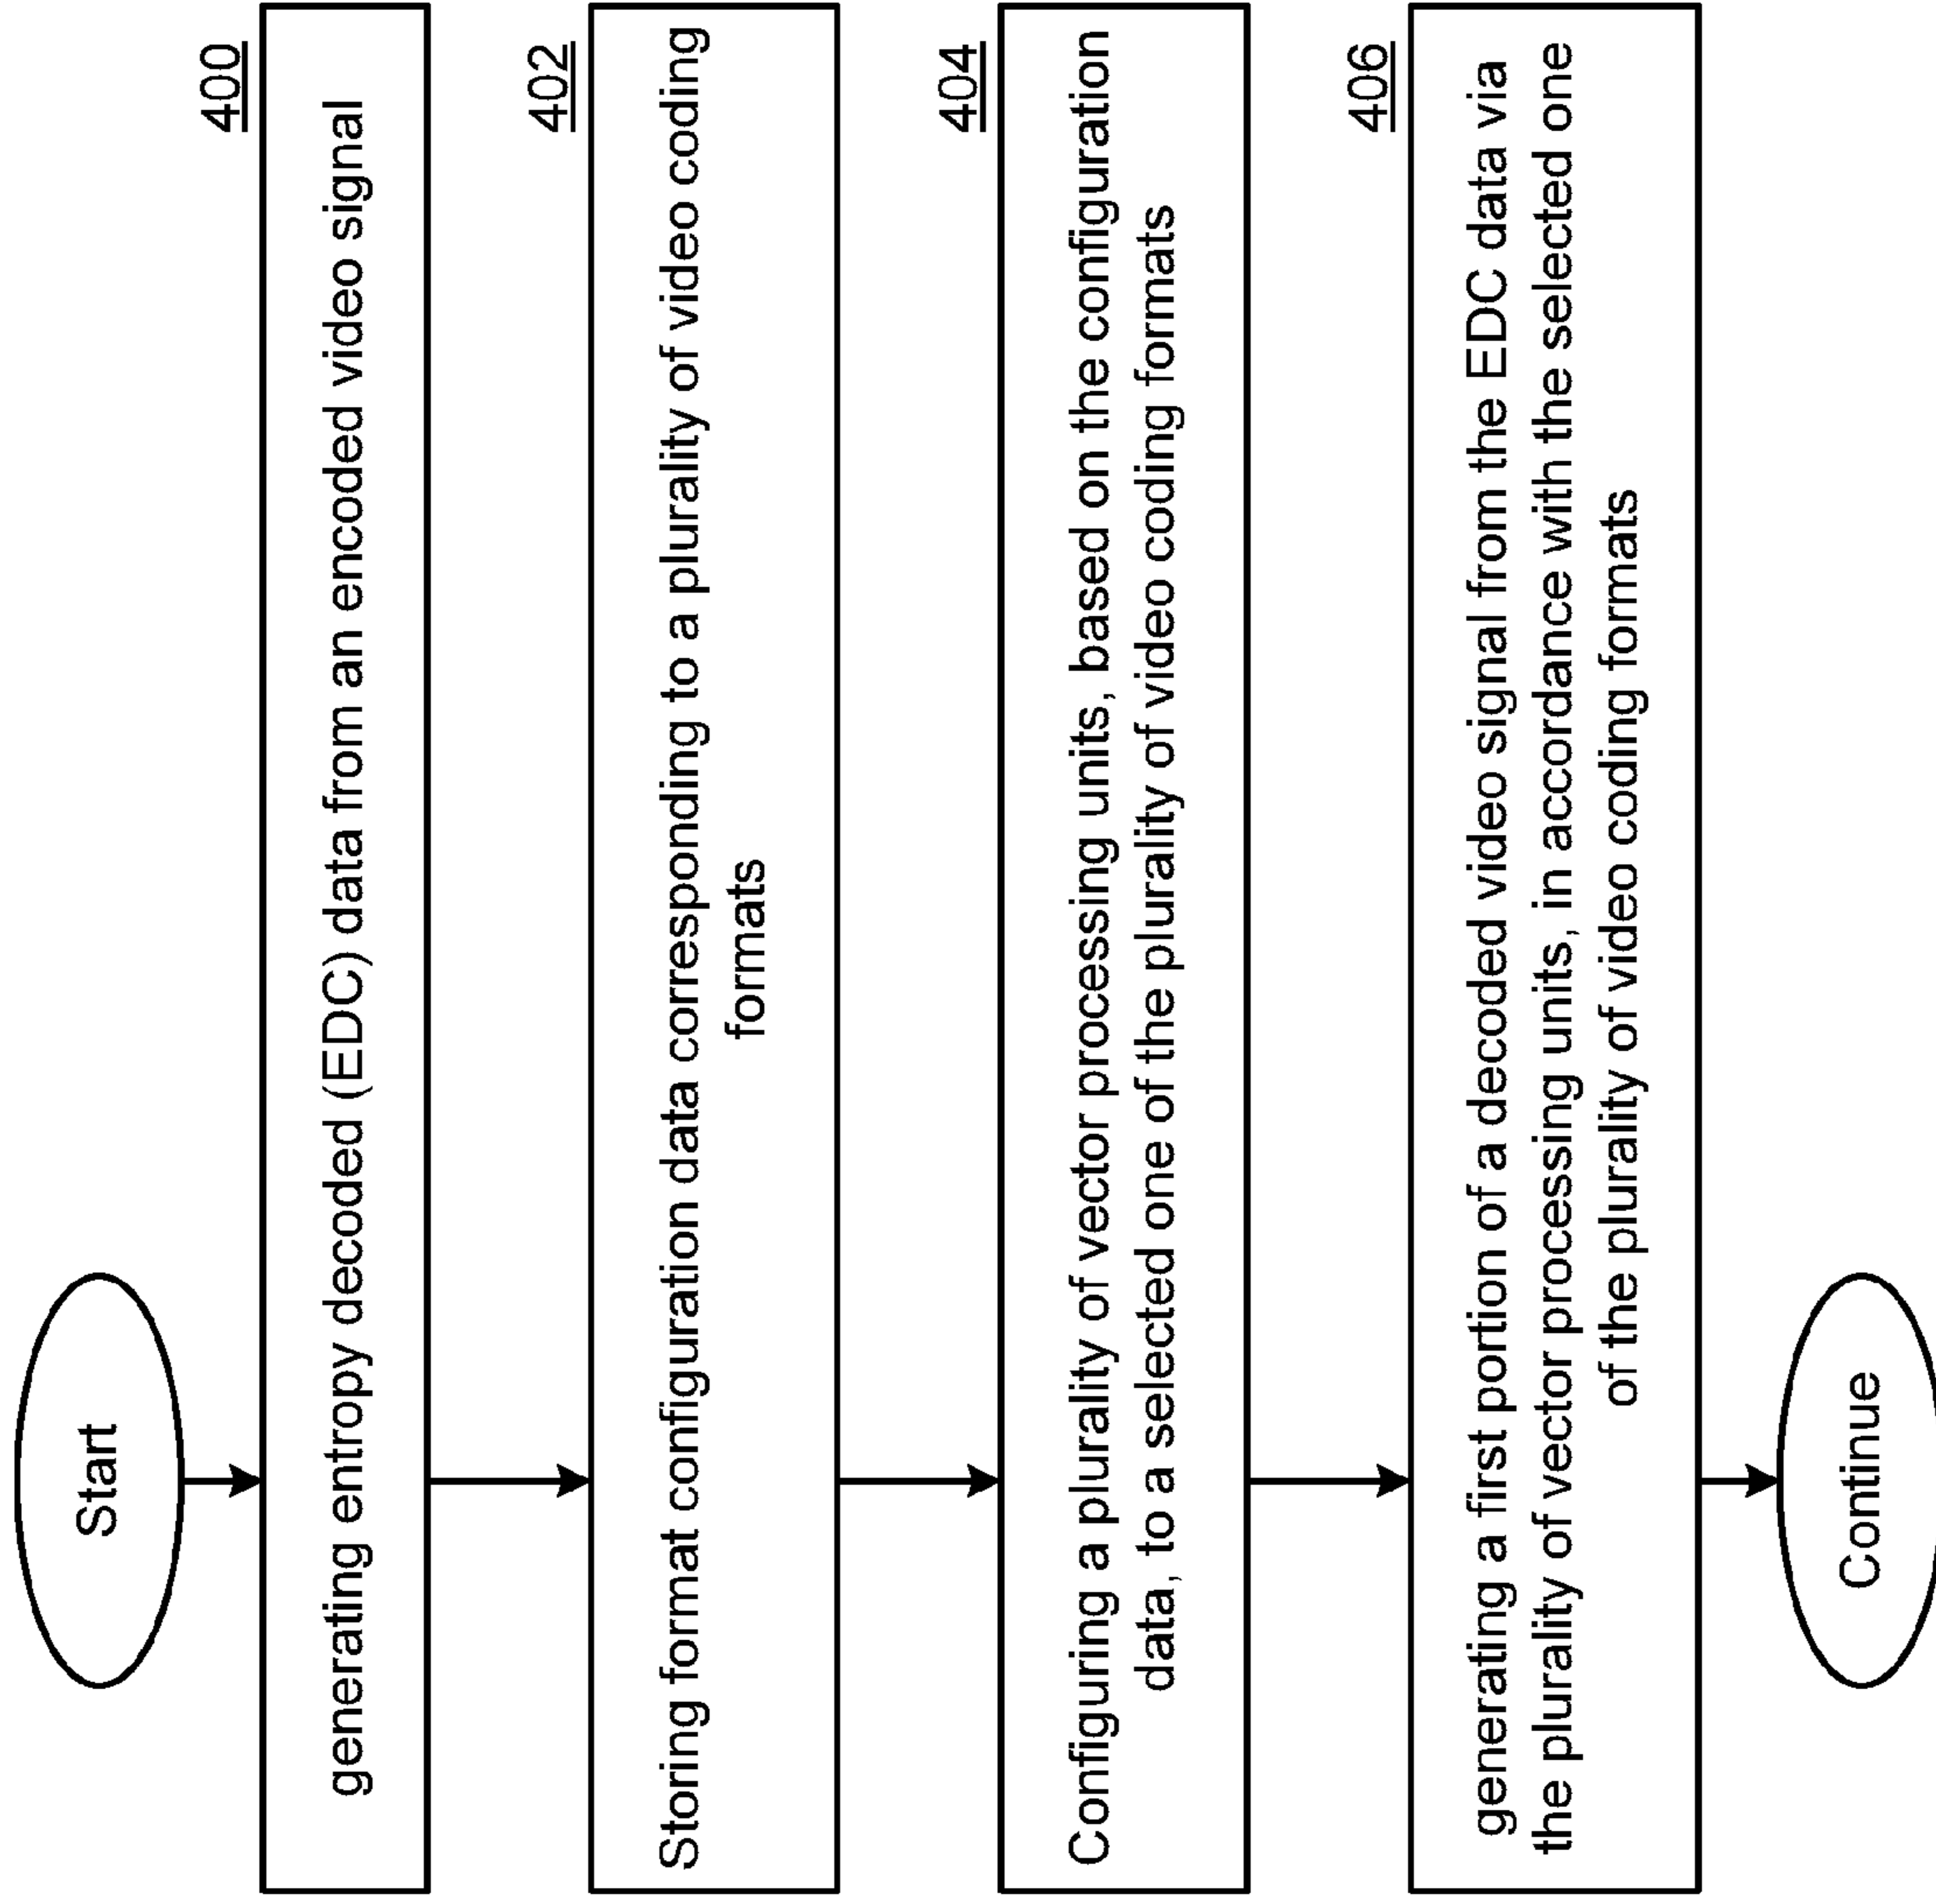 Start
400
generating entropy decoded (EDC) data from an encoded video signal
402
Storing format configuration data corresponding to a plurality of video coding
formats
404
Configuring a plurality of vector processing units, based on the configuration
data, to a selected one of the plurality of video coding formats
406
generating a first portion of a decoded video signal from the EDC data via
the plurality of vector processing units, in accordance with the selected one
of the plurality of video coding formats
Continue